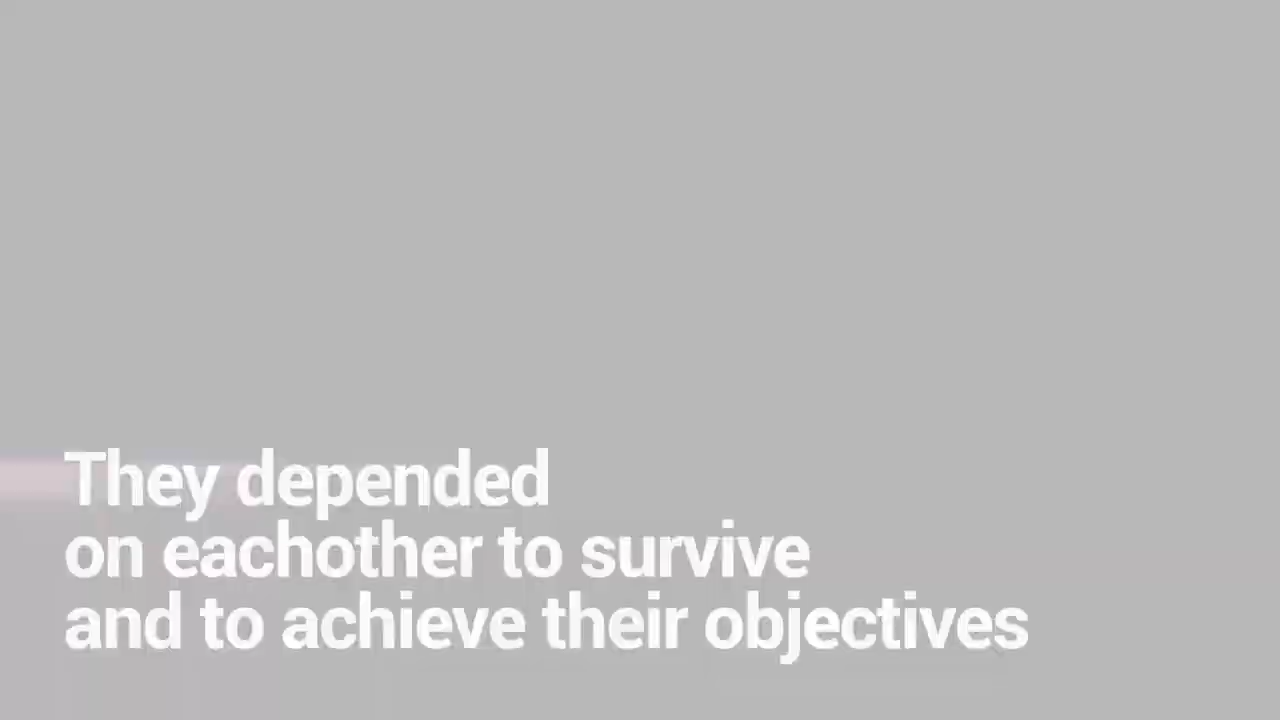 They depended
on eachother to survive
and to achieve their objectives